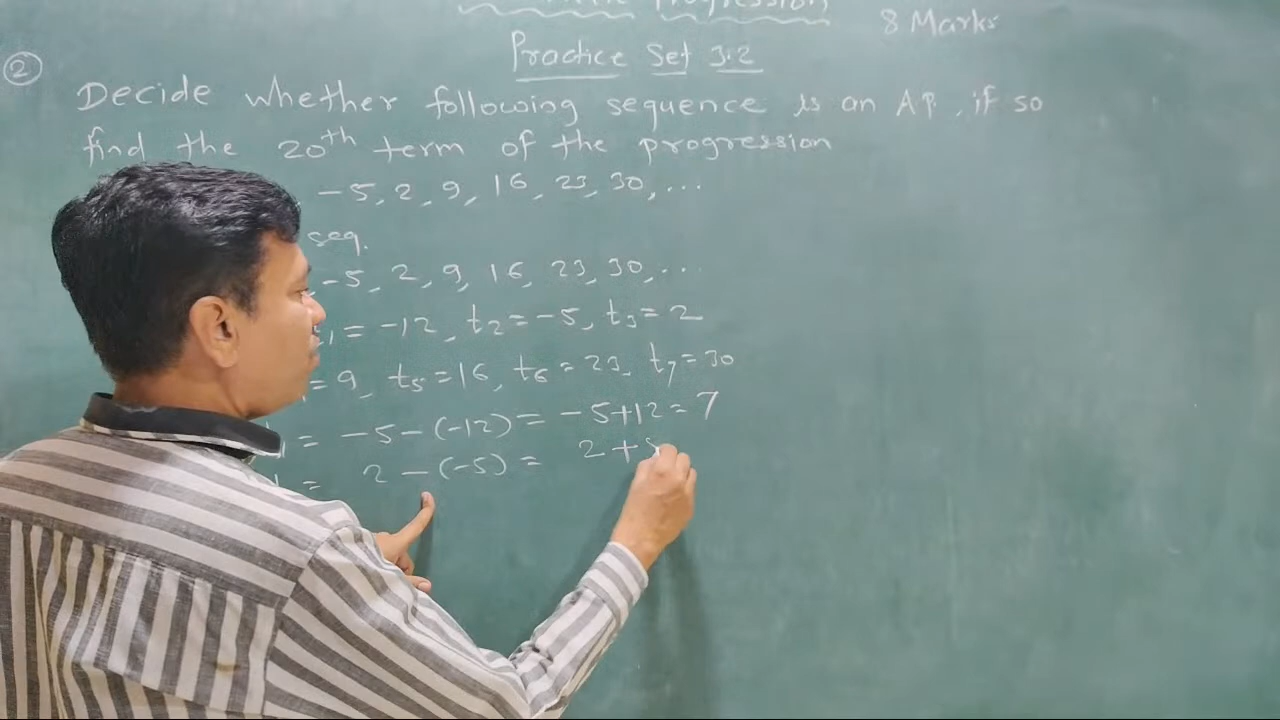 Progression
8 Marks
Practice Set 3.2
2
Decide whether following sequence is an A.P., if so
find the 20th term of the progression
-5, 2, 9, 16, 23, 30, ...
seq.
-5, 2, 9, 16, 23, 30, ...
1 = -12, t2 = -5, t3 = 2
= 9, t5 = 16, t6 = 23, t7 = 30
= -5 - (-12) = -5 + 12 = 7
= 2 - (-5) = 2 +